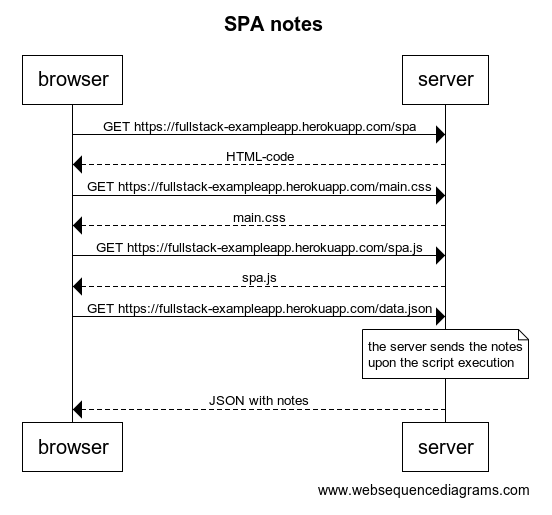 SPA notes
browser
server
GET https://fullstack-exampleapp.herokuapp.com/spa
HTML-code
GET https://fullstack-exampleapp.herokuapp.com/main.css
main.css
GET https://fullstack-exampleapp.herokuapp.com/spa.js
spa.js
GET https://fullstack-exampleapp.herokuapp.com/data.json
the server sends the notes
upon the script execution
JSON with notes
browser
server
www.websequencediagrams.com